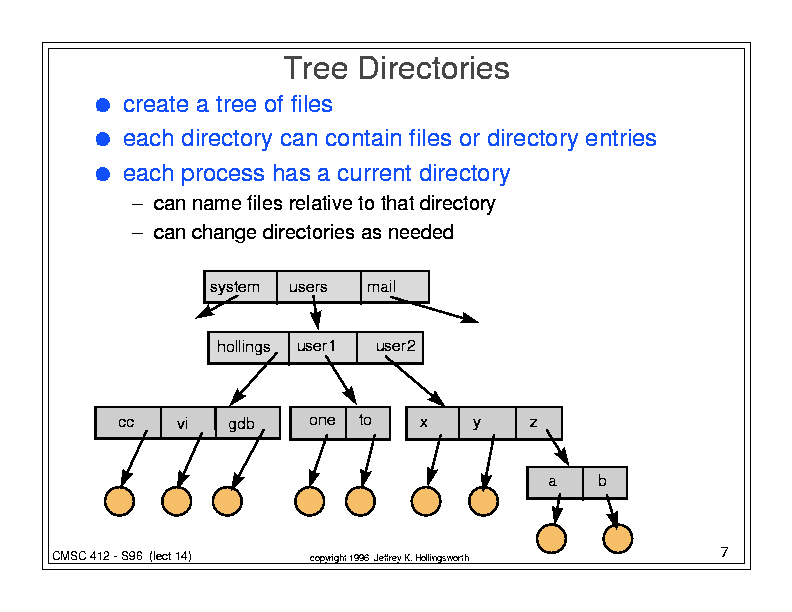 Tree Directories
● create a tree of files
● each directory can contain files or directory entries
● each process has a current directory
– can name files relative to that directory
– can change directories as needed
system users mail
hollings user1 user2
cc vi gdb one to x y z
a b
CMSC 412 - S96 (lect 14) copyright 1996 Jeffrey K. Hollingsworth 7